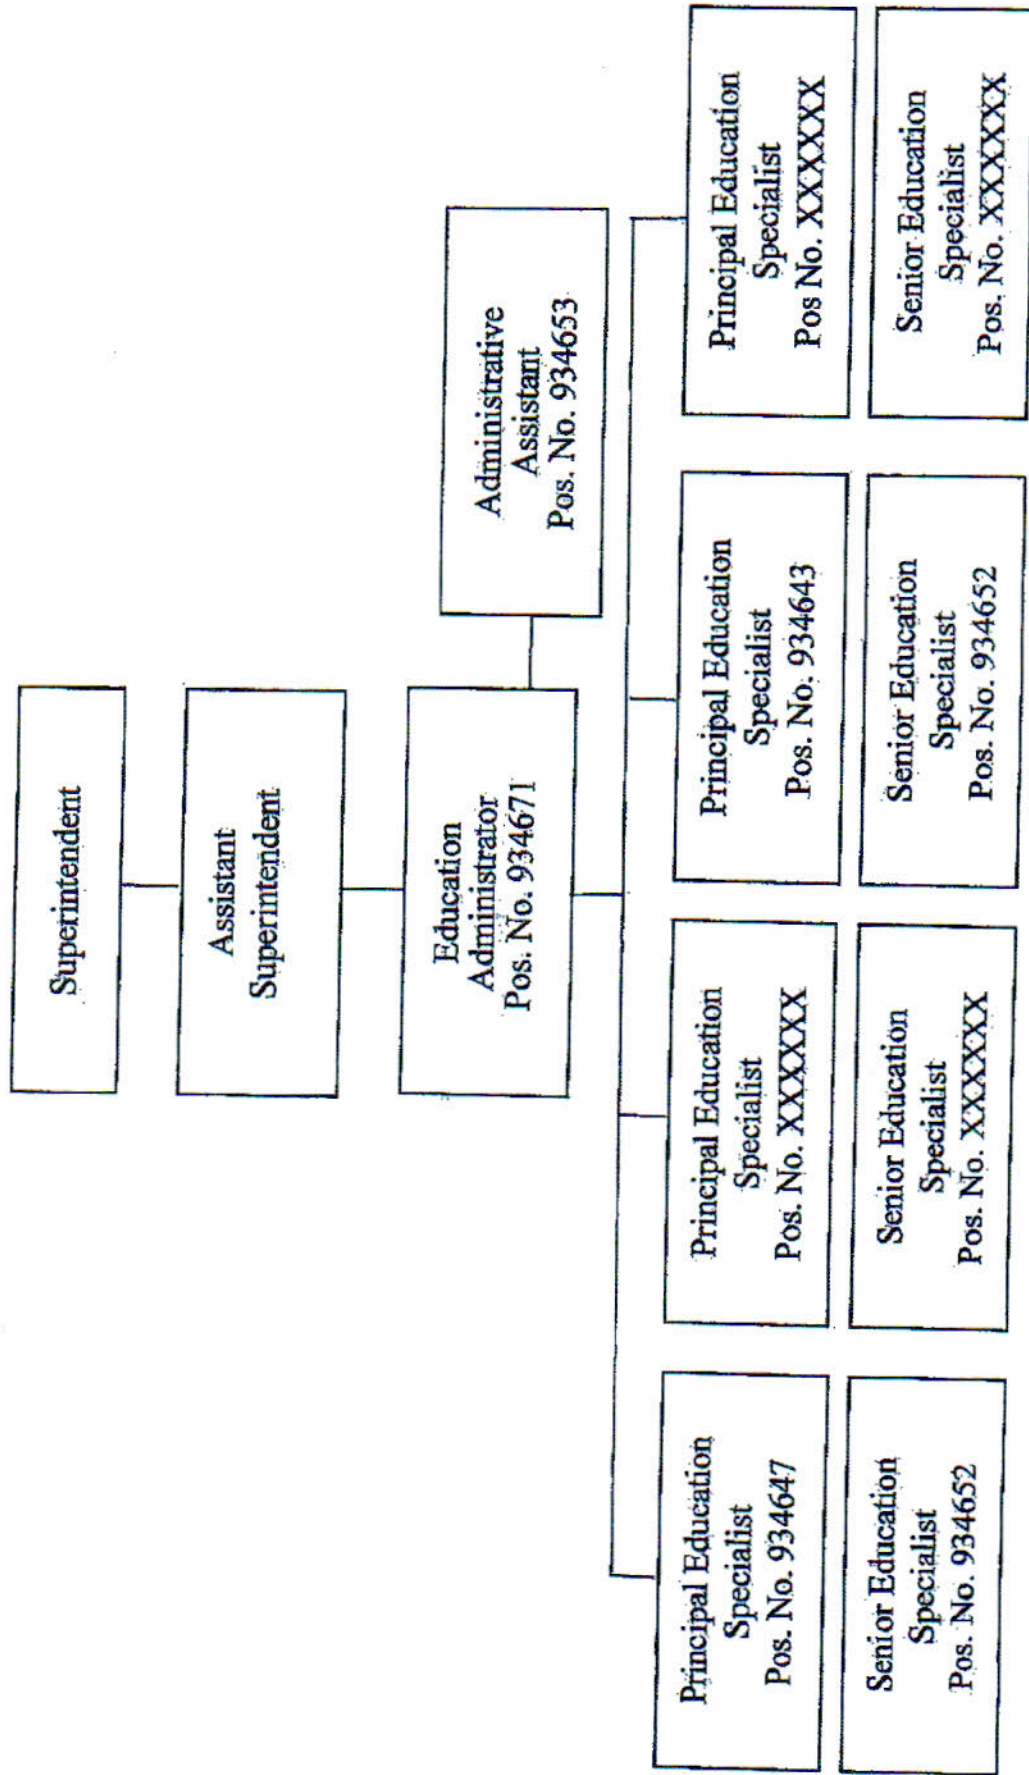 Superintendent
Assistant
Superintendent
Education
Administrator
Pos. No. 934671
Administrative
Assistant
Pos. No. 934653
Principal Education
Specialist
Pos. No. 934647
Principal Education
Specialist
Pos. No. XXXXXX
Principal Education
Specialist
Pos. No. 934643
Principal Education
Specialist
Pos No. XXXXXX
Senior Education
Specialist
Pos. No. 934652
Senior Education
Specialist
Pos. No. XXXXXX
Senior Education
Specialist
Pos. No. 934652
Senior Education
Specialist
Pos. No. XXXXXX